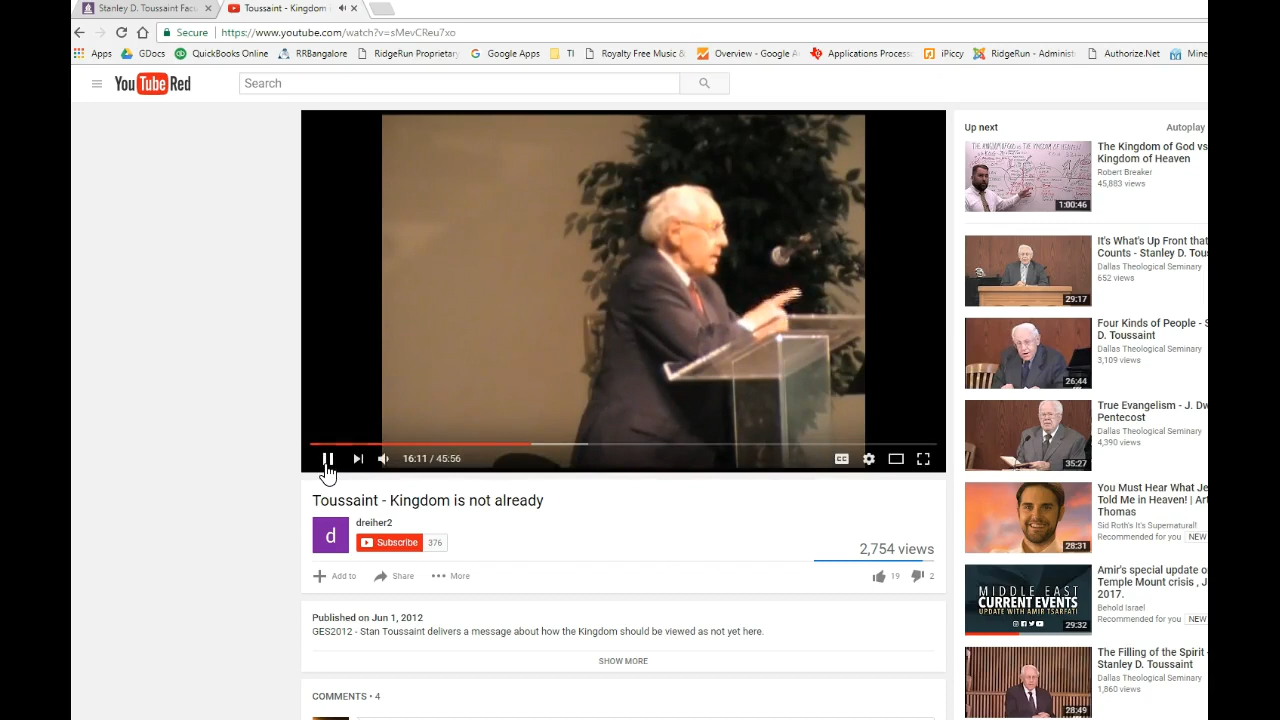 Stanley D. Toussaint Facu
Toussaint - Kingdom
Secure https://www.youtube.com/watch?v=sMevCReu7xo
Apps GDocs QuickBooks Online RRBangalore RidgeRun Proprietary Google Apps TI Royalty Free Music & Overview - Google A Applications Process iPiccy RidgeRun - Administ Authorize.Net Mine
YouTube Red
Search
Up next Autoplay
The Kingdom of God vs
Kingdom of Heaven
Robert Breaker
45,883 views
1:00:46
It's What's Up Front that
Counts - Stanley D. Tous
Dallas Theological Seminary
652 views
29:17
Four Kinds of People - S
D. Toussaint
Dallas Theological Seminary
3,109 views
26:44
True Evangelism - J. Dw
Pentecost
Dallas Theological Seminary
4,390 views
35:27
You Must Hear What Je
Told Me in Heaven! | Art
Thomas
Sid Roth's It's Supernatural!
Recommended for you NEW
28:31
Amir's special update o
Temple Mount crisis , J
2017.
Behold Israel
Recommended for you NEW
MIDDLE EAST
CURRENT EVENTS
UPDATE WITH AMIR TSARFATI
29:32
The Filling of the Spirit -
Stanley D. Toussaint
Dallas Theological Seminary
1,860 views
28:49
16:11 / 45:56
CC
Toussaint - Kingdom is not already
d
dreiher2
Subscribe 376
2,754 views
Add to Share More
19 2
Published on Jun 1, 2012
GES2012 - Stan Toussaint delivers a message about how the Kingdom should be viewed as not yet here.
SHOW MORE
COMMENTS • 4